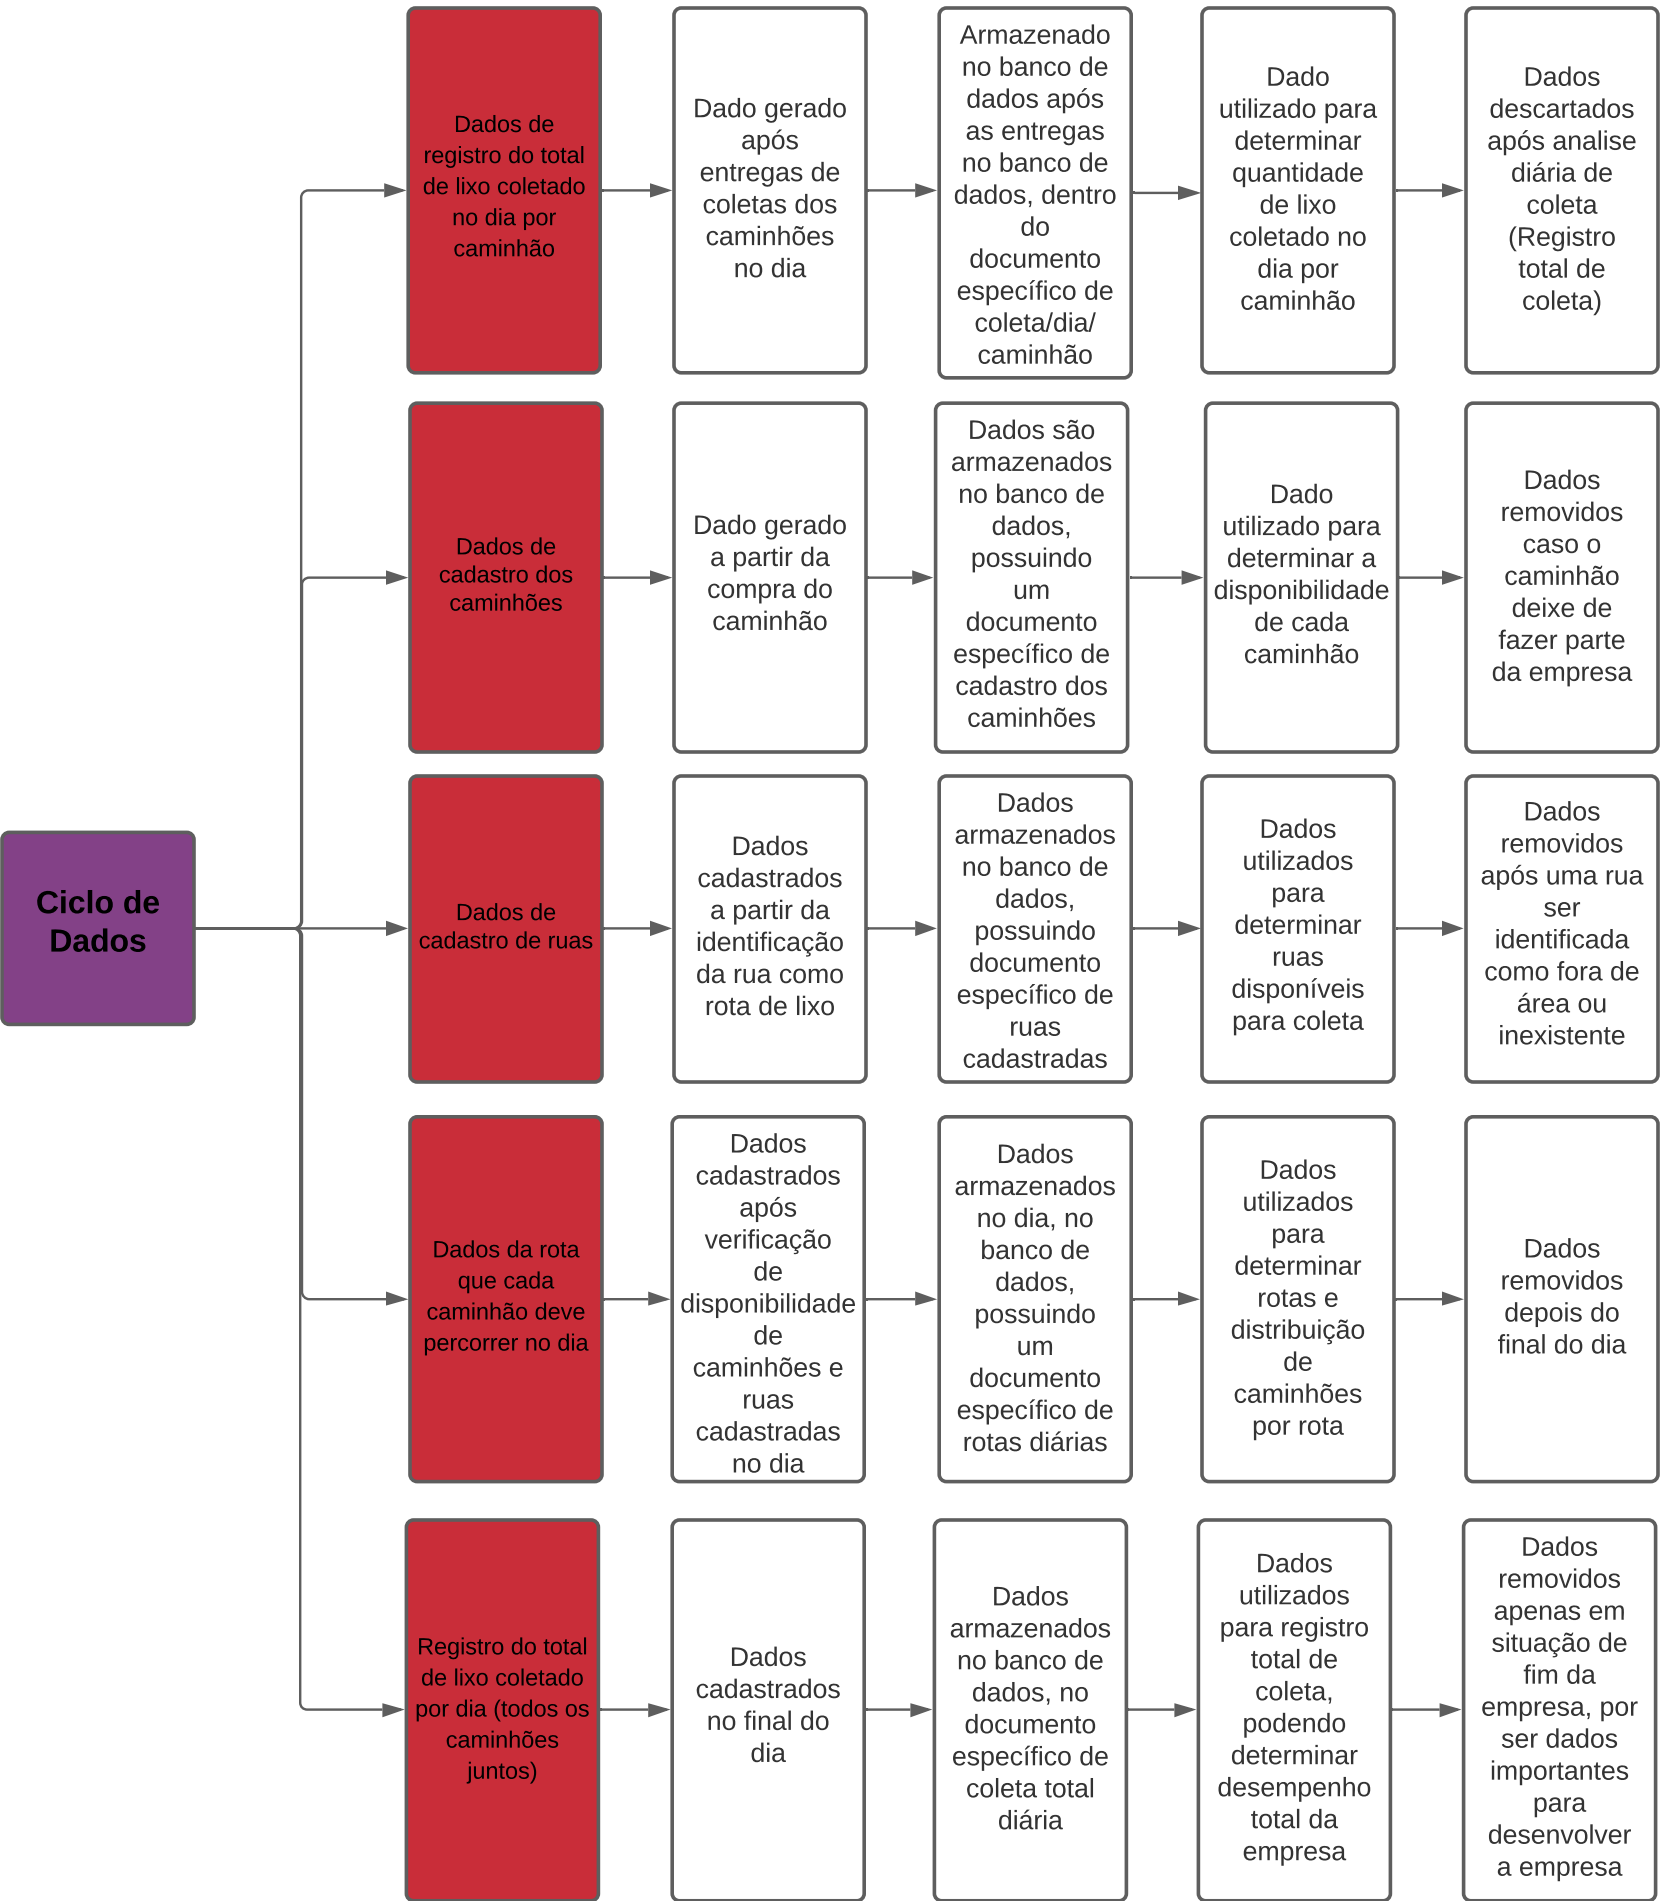 Ciclo de
Dados
Dados de
registro do total
de lixo coletado
no dia por
caminhão
Dado gerado
após
entregas de
coletas dos
caminhões
no dia
Armazenado
no banco de
dados após
as entregas
no banco de
dados, dentro
do
documento
específico de
coleta/dia/
caminhão
Dado
utilizado para
determinar
quantidade
de lixo
coletado no
dia por
caminhão
Dados
descartados
após analise
diária de
coleta
(Registro
total de
coleta)
Dados de
cadastro dos
caminhões
Dado gerado
a partir da
compra do
caminhão
Dados são
armazenados
no banco de
dados,
possuindo
um
documento
específico de
cadastro dos
caminhões
Dado
utilizado para
determinar a
disponibilidade
de cada
caminhão
Dados
removidos
caso o
caminhão
deixe de
fazer parte
da empresa
Dados de
cadastro de ruas
Dados
cadastrados
a partir da
identificação
da rua como
rota de lixo
Dados
armazenados
no banco de
dados,
possuindo
documento
específico de
ruas
cadastradas
Dados
utilizados
para
determinar
ruas
disponíveis
para coleta
Dados
removidos
após uma rua
ser
identificada
como fora de
área ou
inexistente
Dados da rota
que cada
caminhão deve
percorrer no dia
Dados
cadastrados
após
verificação
de
disponibilidade
de
caminhões e
ruas
cadastradas
no dia
Dados
armazenados
no dia, no
banco de
dados,
possuindo
um
documento
específico de
rotas diárias
Dados
utilizados
para
determinar
rotas e
distribuição
de
caminhões
por rota
Dados
removidos
depois do
final do dia
Registro do total
de lixo coletado
por dia (todos os
caminhões
juntos)
Dados
cadastrados
no final do
dia
Dados
armazenados
no banco de
dados, no
documento
específico de
coleta total
diária
Dados
utilizados
para registro
total de
coleta,
podendo
determinar
desempenho
total da
empresa
Dados
removidos
apenas em
situação de
fim da
empresa, por
ser dados
importantes
para
desenvolver
a empresa